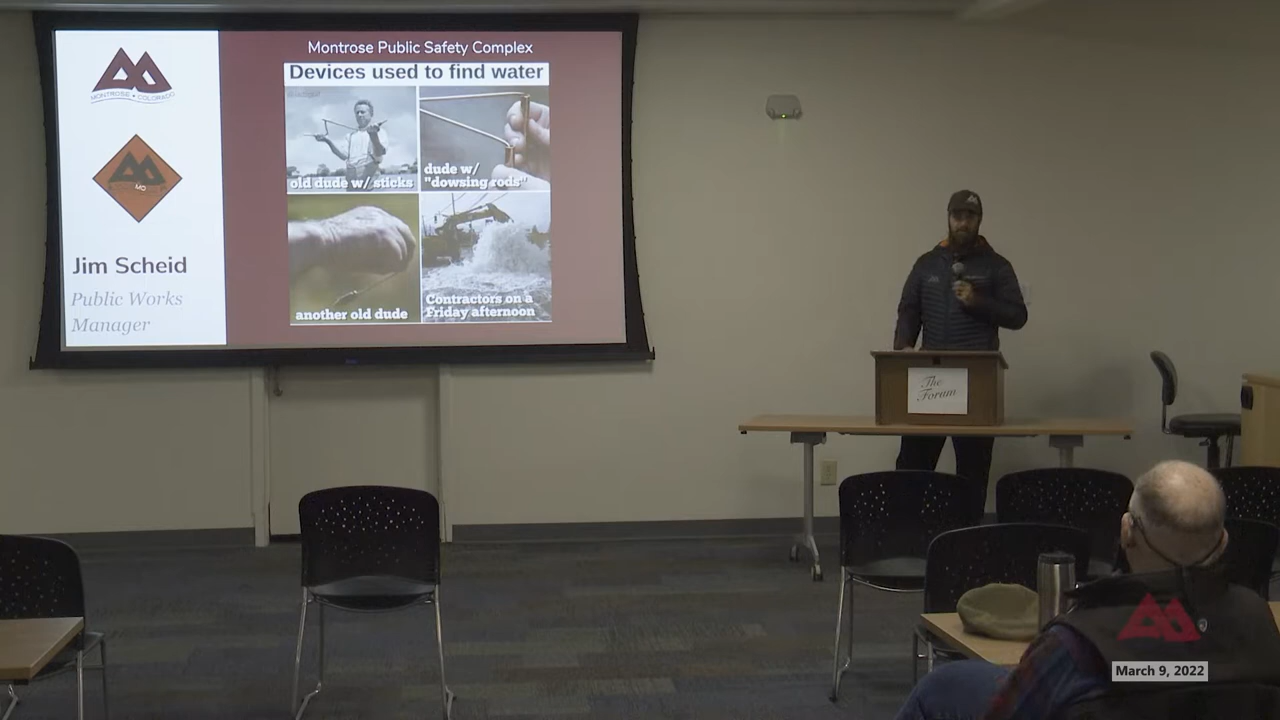 Montrose Public Safety Complex
MONTROSE COLORADO
Devices used to find water
old dude w/ sticks
dude w/
"dowsing rods"
MO
Jim Scheid
Public Works
Manager
another old dude
Contractors on a
Friday afternoon
The
Forum
March 9, 2022